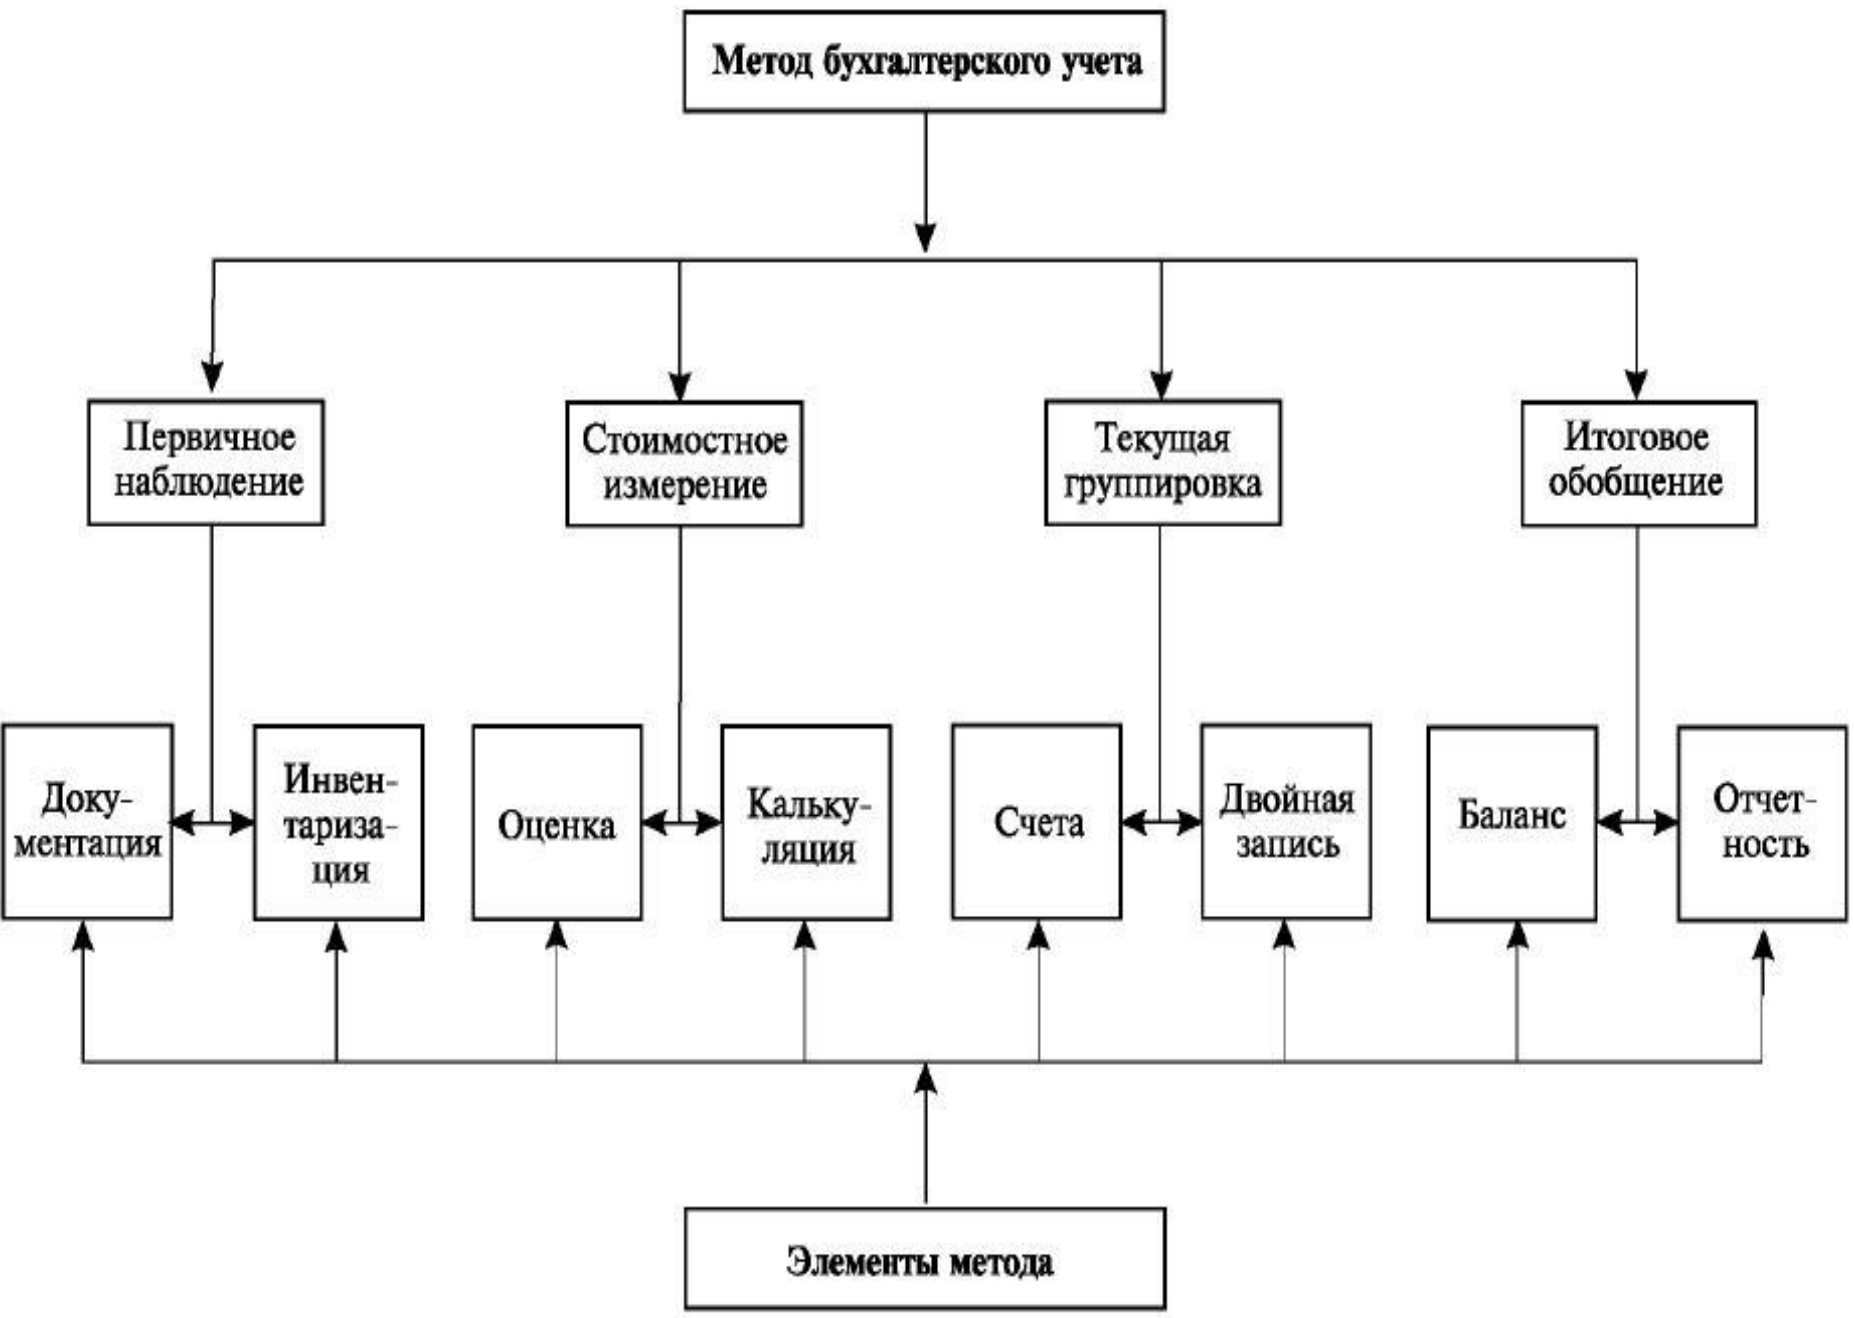 Метод бухгалтерского учета
Первичное
наблюдение
Стоимостное
измерение
Текущая
группировка
Итоговое
обобщение
Доку-
ментация
Инвен-
тариза-
ция
Оценка
Кальку-
ляция
Счета
Двойная
запись
Баланс
Отчет-
ность
Элементы метода